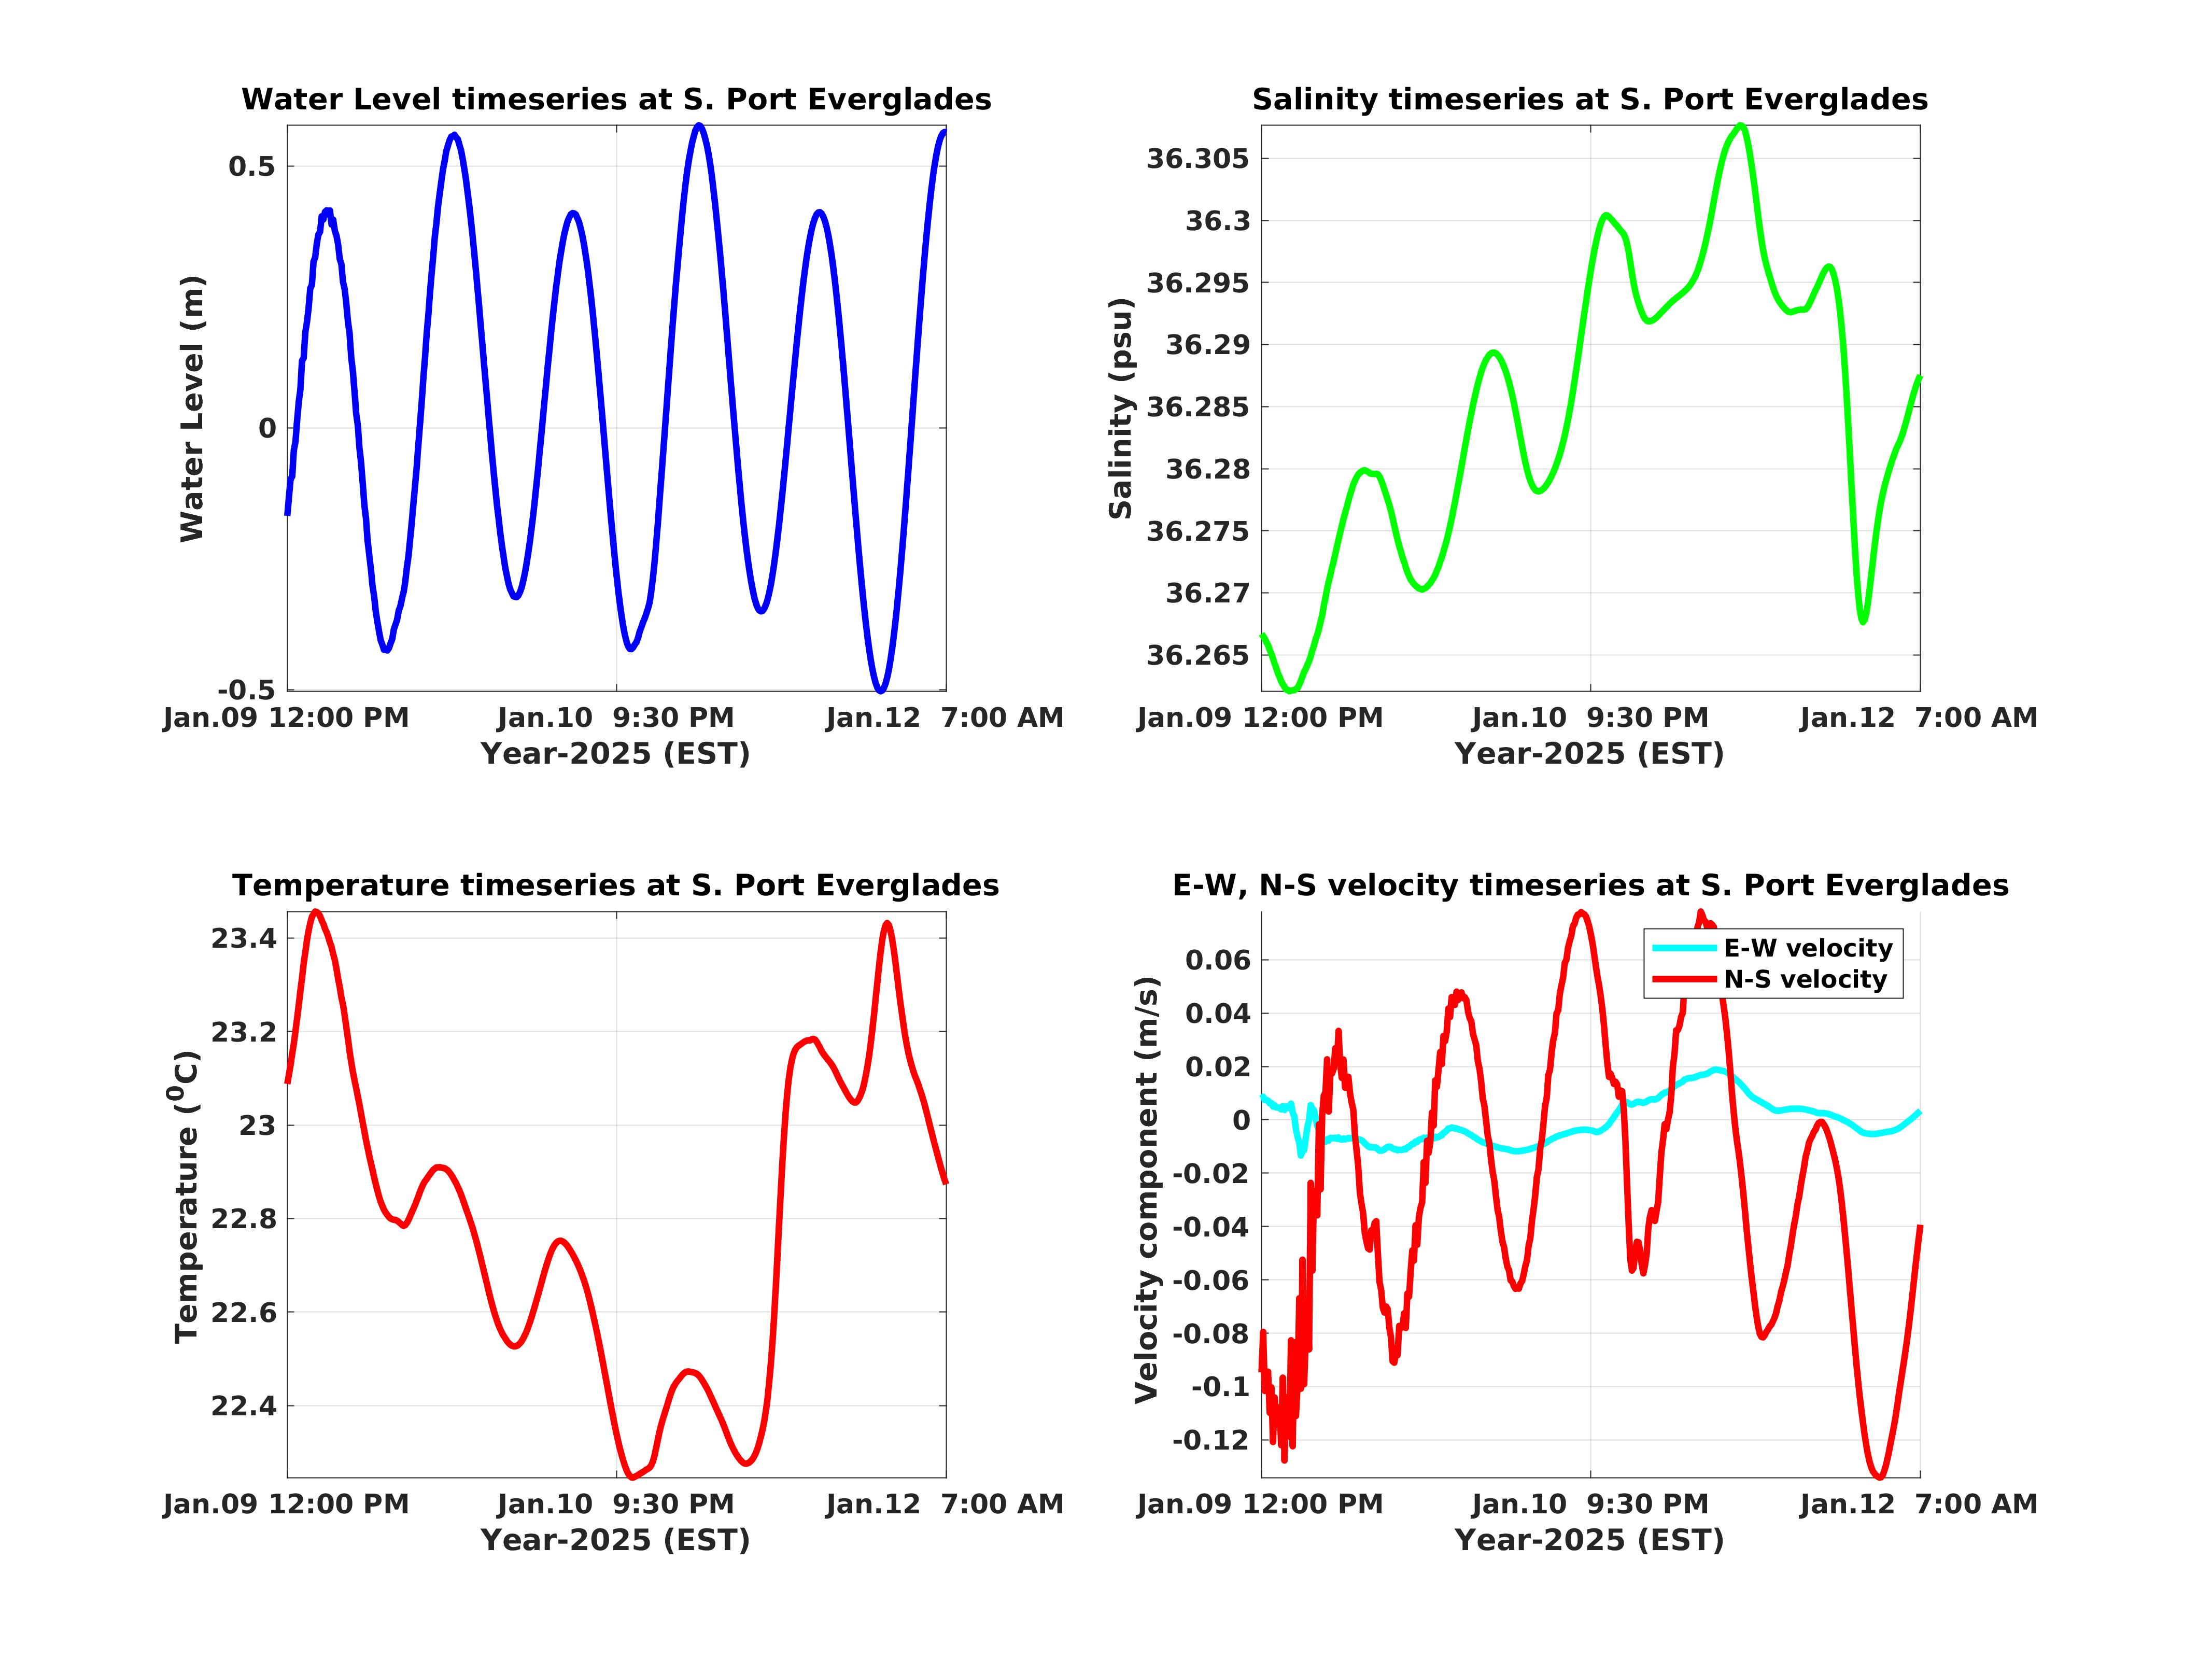 Water Level timeseries at S. Port Everglades
0.5
0
-0.5
Water Level (m)
Jan.09 12:00 PM
Jan.10  9:30 PM
Jan.12  7:00 AM
Year-2025 (EST)
Salinity timeseries at S. Port Everglades
36.305
36.3
36.295
36.29
36.285
36.28
36.275
36.27
36.265
Salinity (psu)
Jan.09 12:00 PM
Jan.10  9:30 PM
Jan.12  7:00 AM
Year-2025 (EST)
Temperature timeseries at S. Port Everglades
23.4
23.2
23
22.8
22.6
22.4
Temperature (⁰C)
Jan.09 12:00 PM
Jan.10  9:30 PM
Jan.12  7:00 AM
Year-2025 (EST)
E-W, N-S velocity timeseries at S. Port Everglades
E-W velocity
N-S velocity
0.06
0.04
0.02
0
-0.02
-0.04
-0.06
-0.08
-0.1
-0.12
Velocity component (m/s)
Jan.09 12:00 PM
Jan.10  9:30 PM
Jan.12  7:00 AM
Year-2025 (EST)